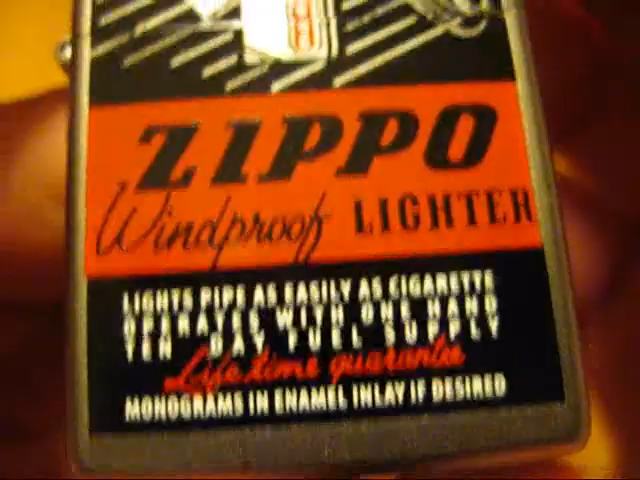 ZIPPO
Windproof LIGHTER
LIGHTS PIPE AS EASILY AS CIGARETTE
OPERATES WITH ONE HAND
TEN DAY FUEL SUPPLY
Lifetime guarantee
MONOGRAMS IN ENAMEL INLAY IF DESIRED